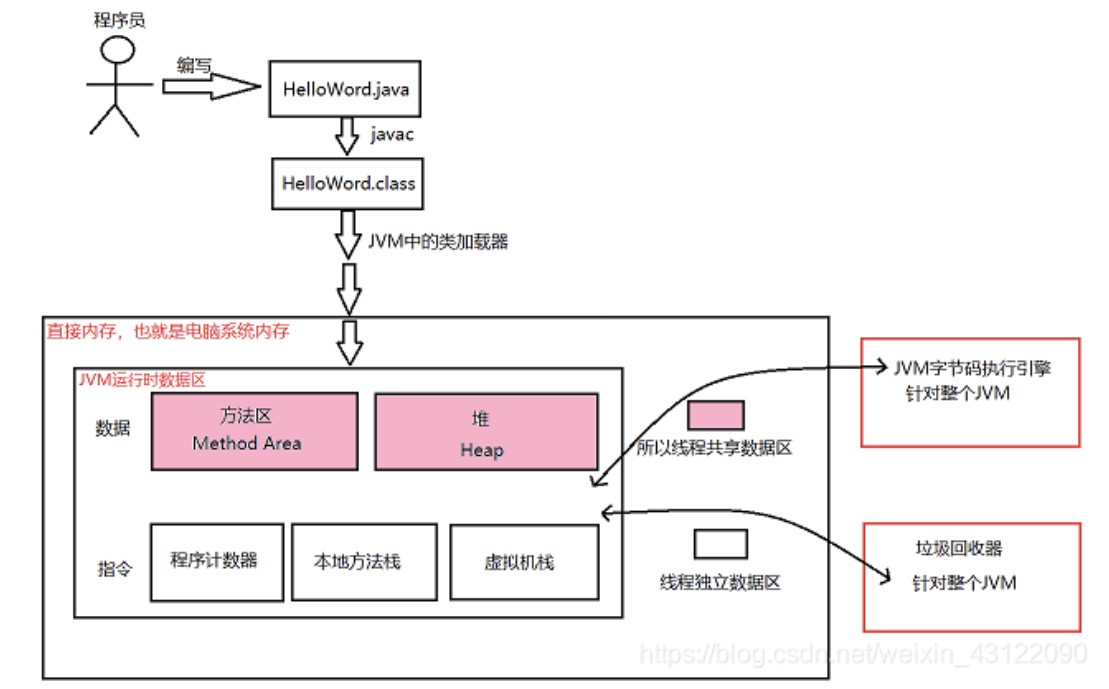 程序员
编写
HelloWord.java
javac
HelloWord.class
JVM中的类加载器
直接内存，也就是电脑系统内存
JVM运行时数据区
数据
方法区
Method Area
堆
Heap
所以线程共享数据区
JVM字节码执行引擎
针对整个JVM
指令
程序计数器
本地方法栈
虚拟机栈
线程独立数据区
垃圾回收器
针对整个JVM
https://blog.csdn.net/weixin_43122090